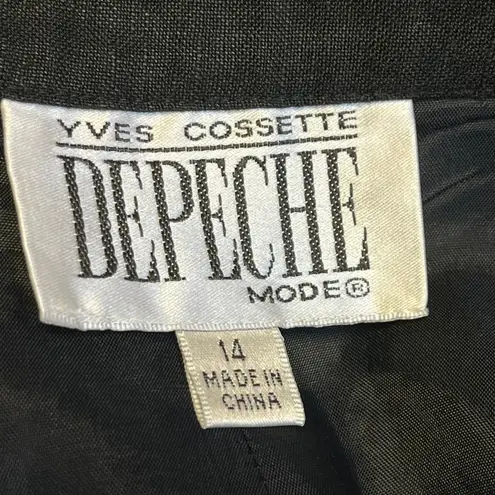 YVES COSSETTE
DEPECHE
MODE®
14
MADE IN
CHINA